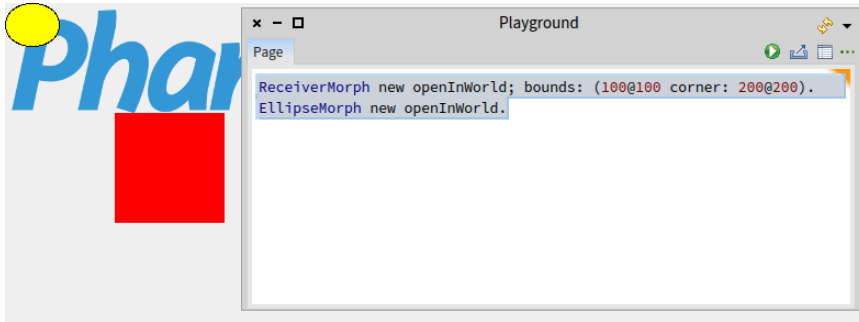 Phar
Playground
Page
ReceiverMorph new openInWorld; bounds: (100@100 corner: 200@200).
EllipseMorph new openInWorld.